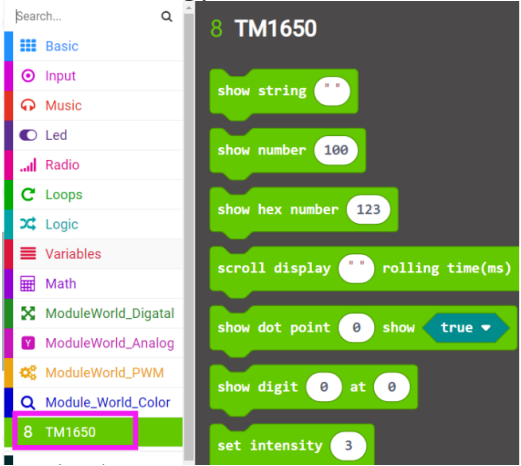 Search...
Basic
Input
Music
Led
Radio
Loops
Logic
Variables
Math
ModuleWorld_Digatal
ModuleWorld_Analog
ModuleWorld_PWM
Module_World_Color
8 TM1650
8 TM1650
show string " "
show number 100
show hex number 123
scroll display " " rolling time(ms)
show dot point 0 show true
show digit 0 at 0
set intensity 3